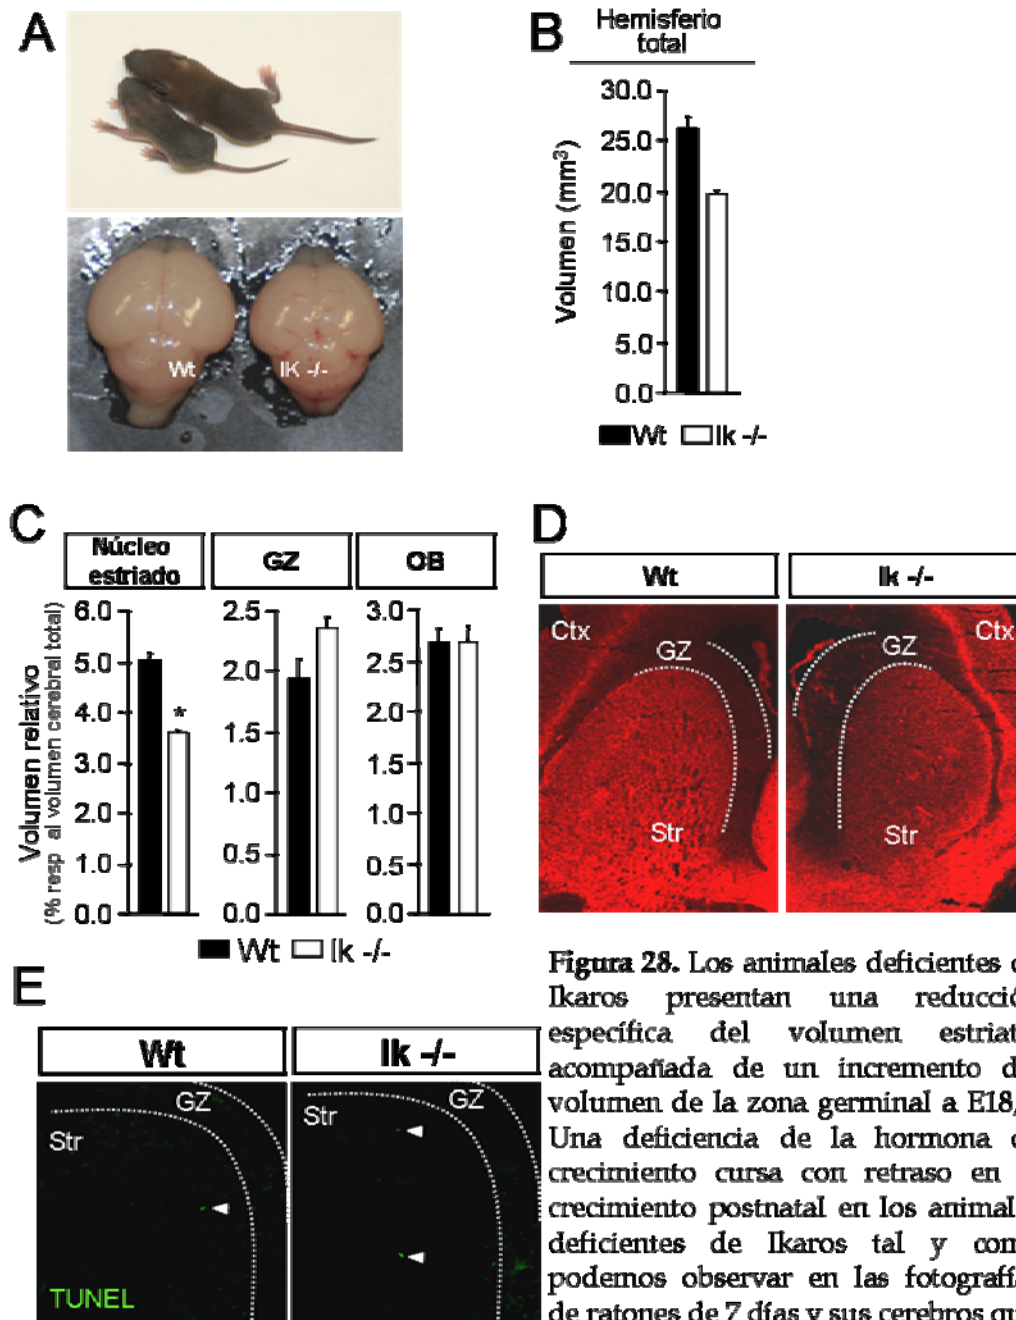 A
Wt
IK -/-
B
Hemisferio
total
Volumen (mm³)
30.0
25.0
20.0
15.0
10.0
5.0
0.0
Wt Ik -/-
C
Núcleo
estriado
GZ
OB
Volumen relativo
(% resp al volumen cerebral total)
6.0
5.0
4.0
3.0
2.0
1.0
0.0
*
2.5
2.0
1.5
1.0
0.5
0.0
3.0
2.5
2.0
1.5
1.0
0.5
0.0
Wt Ik -/-
D
Wt
Ik -/-
Ctx
GZ
Str
GZ
Ctx
Str
E
Wt
Ik -/-
GZ
Str
TUNEL
GZ
Str
Figura 28. Los animales deficientes
Ikaros presentan una
específica del volumen
acompañada de un incremento
volumen de la zona germinal a E18,
Una deficiencia de la hormona
crecimiento cursa con retraso en
crecimiento postnatal en los
deficientes de Ikaros tal y
podemos observar en las
de ratones de 7 días y sus cerebros